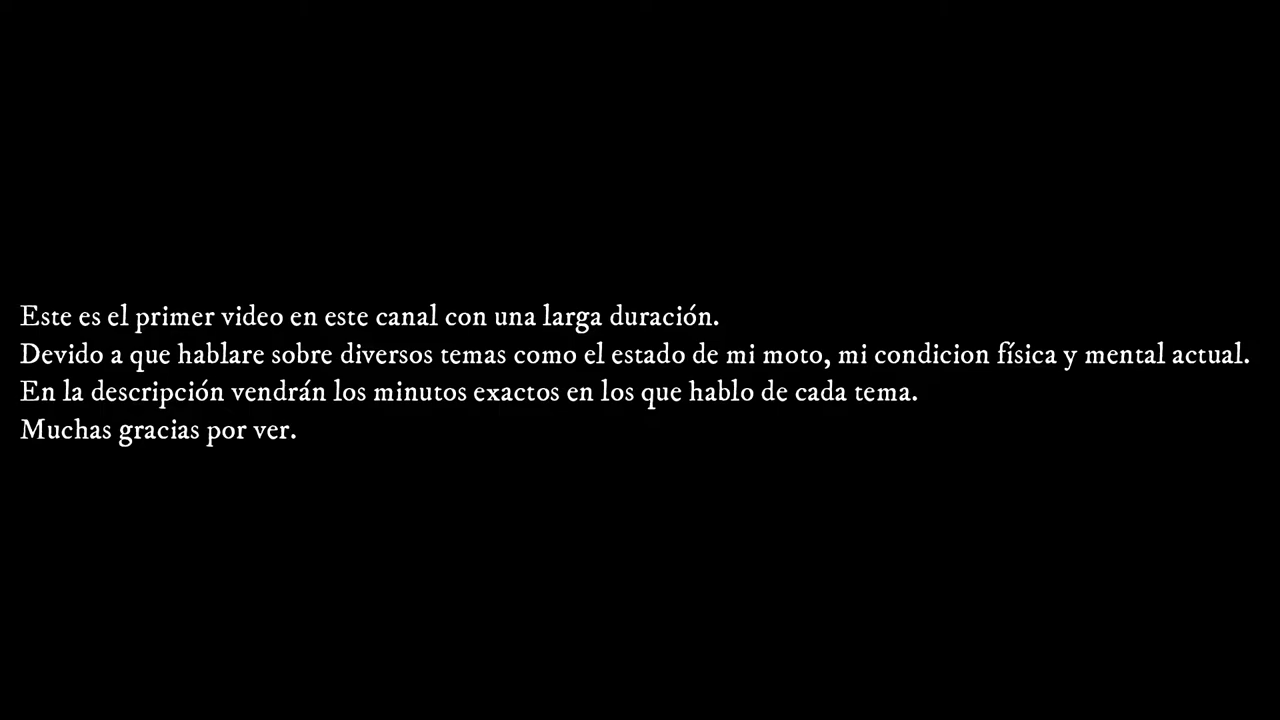 Este es el primer video en este canal con una larga duración.
Devido a que hablare sobre diversos temas como el estado de mi moto, mi condicion física y mental actual.
En la descripción vendrán los minutos exactos en los que hablo de cada tema.
Muchas gracias por ver.